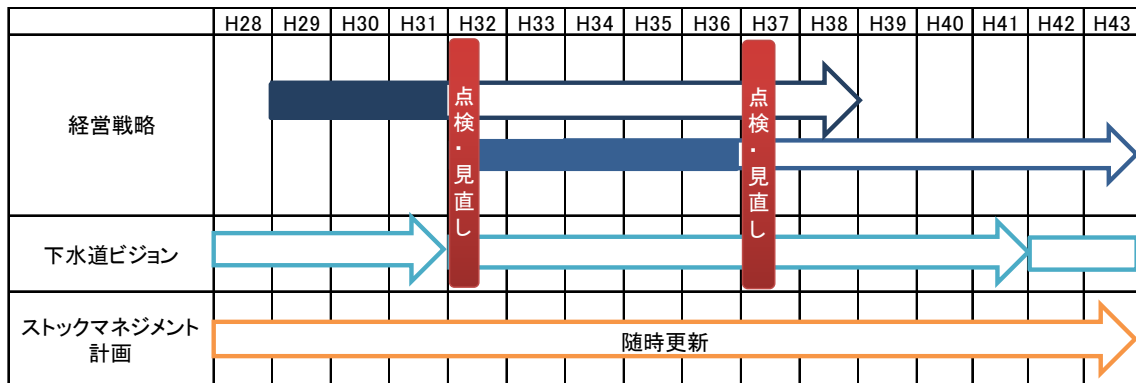 H28 H29 H30 H31 H32 H33 H34 H35 H36 H37 H38 H39 H40 H41 H42 H43
経営戦略
点検・見直し
点検・見直し
下水道ビジョン
ストックマネジメント
計画
随時更新